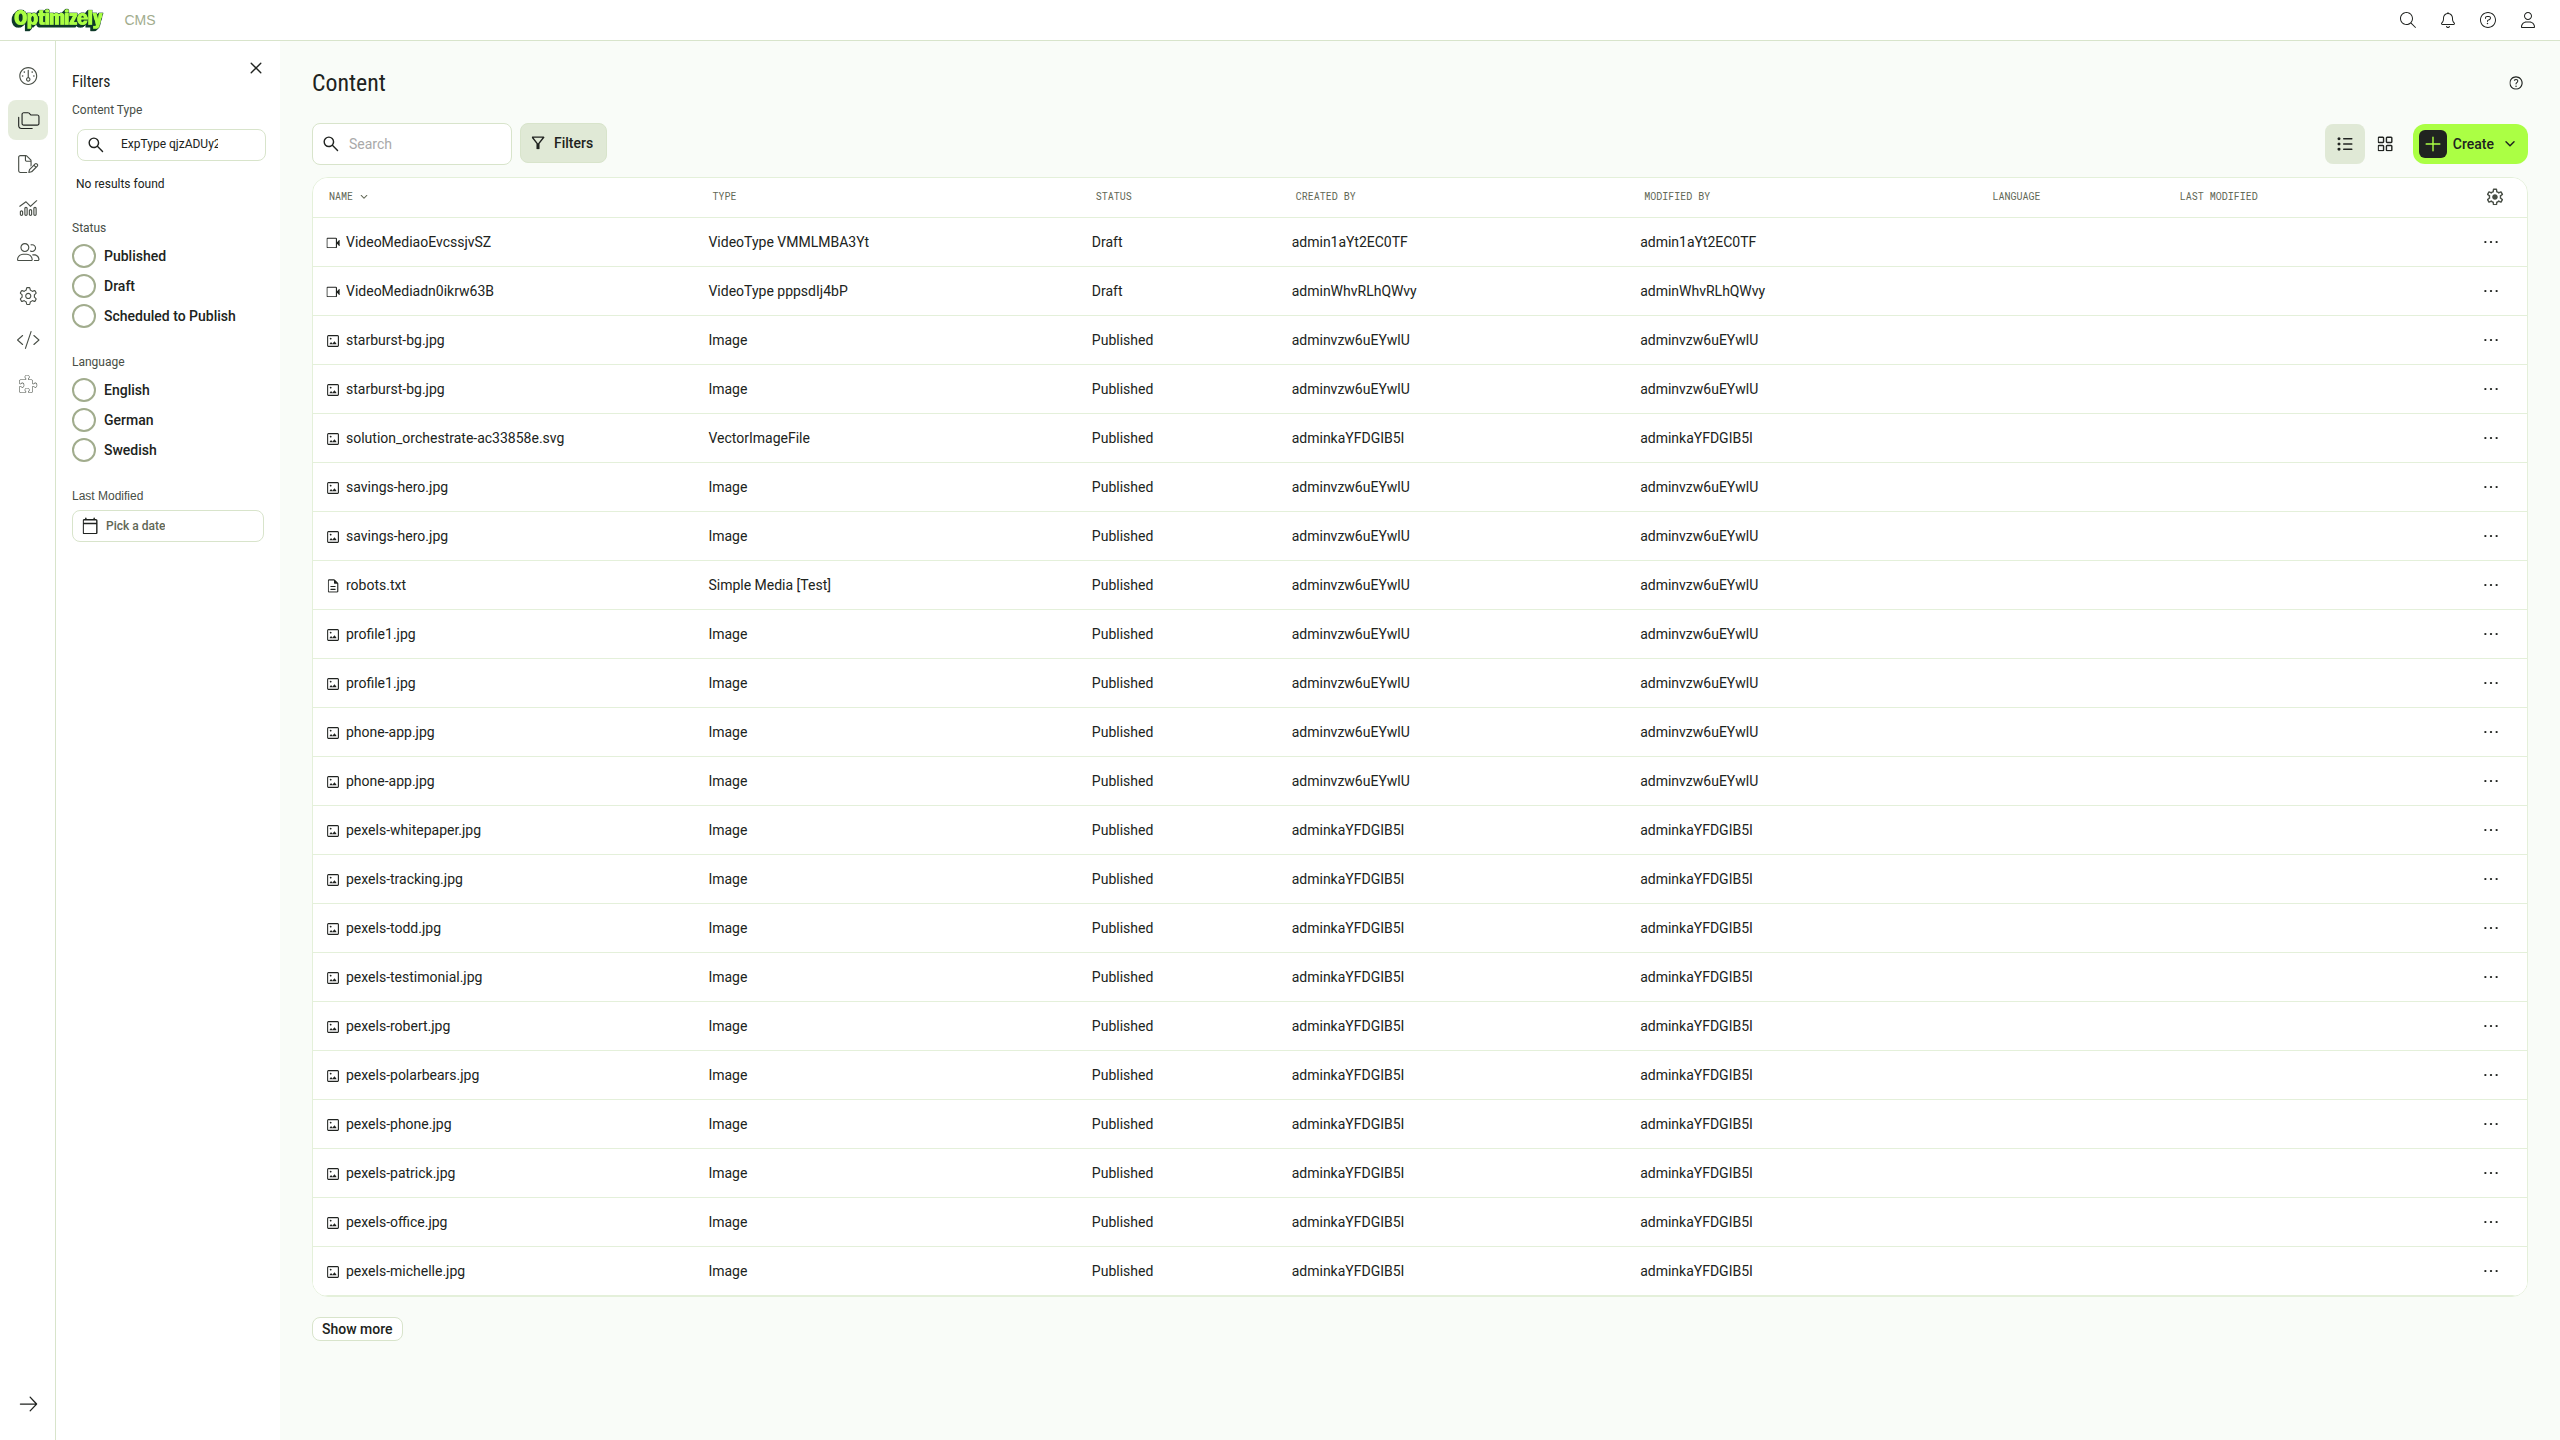 Optimizely CMS
Filters
Content Type
ExpType qjzADUy2
No results found
Status
Published
Draft
Scheduled to Publish
Language
English
German
Swedish
Last Modified
Pick a date
Content
Search
Filters
Create
NAME TYPE STATUS CREATED BY MODIFIED BY LANGUAGE LAST MODIFIED
VideoMediaoEvcssjvSZ VideoType VMMLMBA3Yt Draft admin1aYt2EC0TF admin1aYt2EC0TF
VideoMediadn0ikrw63B VideoType pppsdIj4bP Draft adminWhvRLhQWvy adminWhvRLhQWvy
starburst-bg.jpg Image Published adminvzw6uEYwIU adminvzw6uEYwIU
starburst-bg.jpg Image Published adminvzw6uEYwIU adminvzw6uEYwIU
solution_orchestrate-ac33858e.svg VectorImageFile Published adminkaYFDGIB5I adminkaYFDGIB5I
savings-hero.jpg Image Published adminvzw6uEYwIU adminvzw6uEYwIU
savings-hero.jpg Image Published adminvzw6uEYwIU adminvzw6uEYwIU
robots.txt Simple Media [Test] Published adminvzw6uEYwIU adminvzw6uEYwIU
profile1.jpg Image Published adminvzw6uEYwIU adminvzw6uEYwIU
profile1.jpg Image Published adminvzw6uEYwIU adminvzw6uEYwIU
phone-app.jpg Image Published adminvzw6uEYwIU adminvzw6uEYwIU
phone-app.jpg Image Published adminvzw6uEYwIU adminvzw6uEYwIU
pexels-whitepaper.jpg Image Published adminkaYFDGIB5I adminkaYFDGIB5I
pexels-tracking.jpg Image Published adminkaYFDGIB5I adminkaYFDGIB5I
pexels-todd.jpg Image Published adminkaYFDGIB5I adminkaYFDGIB5I
pexels-testimonial.jpg Image Published adminkaYFDGIB5I adminkaYFDGIB5I
pexels-robert.jpg Image Published adminkaYFDGIB5I adminkaYFDGIB5I
pexels-polarbears.jpg Image Published adminkaYFDGIB5I adminkaYFDGIB5I
pexels-phone.jpg Image Published adminkaYFDGIB5I adminkaYFDGIB5I
pexels-patrick.jpg Image Published adminkaYFDGIB5I adminkaYFDGIB5I
pexels-office.jpg Image Published adminkaYFDGIB5I adminkaYFDGIB5I
pexels-michelle.jpg Image Published adminkaYFDGIB5I adminkaYFDGIB5I
Show more